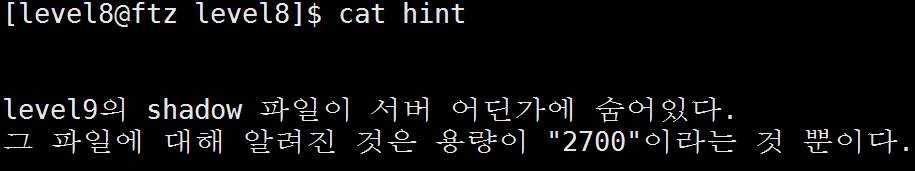 [level8@ftz level8]$ cat hint
level9의 shadow 파일이 서버 어딘가에 숨어있다.
그 파일에 대해 알려진 것은 용량이 "2700"이라는 것 뿐이다.